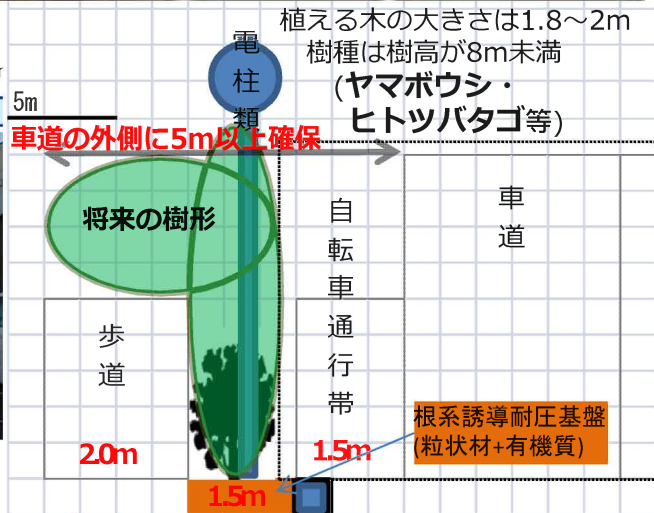 植える木の大きさは1.8～2m
樹種は樹高が8m未満
(ヤマボウシ・
ヒトツバタゴ等)
電柱類
5m
車道の外側に5m以上確保
将来の樹形
自転車通行帯
車道
歩道
2.0m
1.5m
根系誘導耐圧基盤
(粒状材+有機質)
1.5m